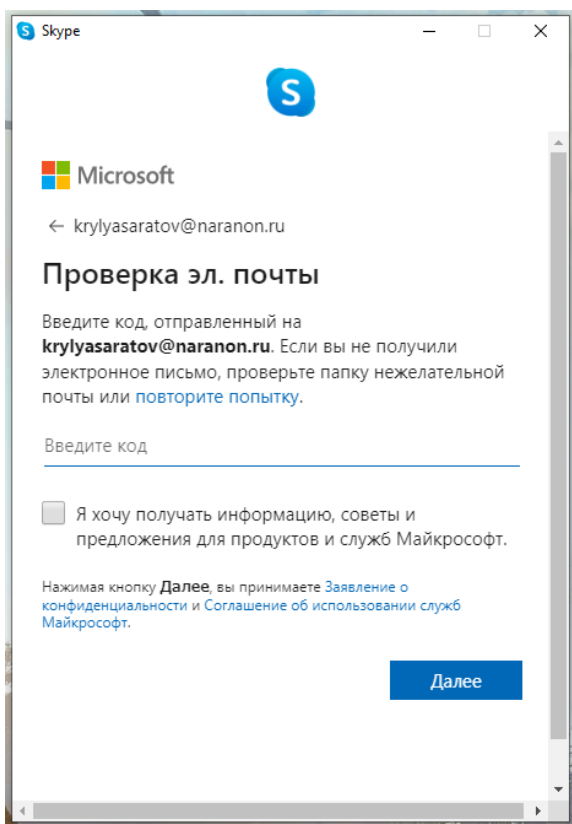 Skype
S
Microsoft
← krylyasaratov@naranon.ru
Проверка эл. почты
Введите код, отправленный на
krylyasaratov@naranon.ru. Если вы не получили
электронное письмо, проверьте папку нежелательной
почты или повторите попытку.
Введите код
Я хочу получать информацию, советы и
предложения для продуктов и служб Майкрософт.
Нажимая кнопку Далее, вы принимаете Заявление о
конфиденциальности и Соглашение об использовании служб
Майкрософт.
Далее